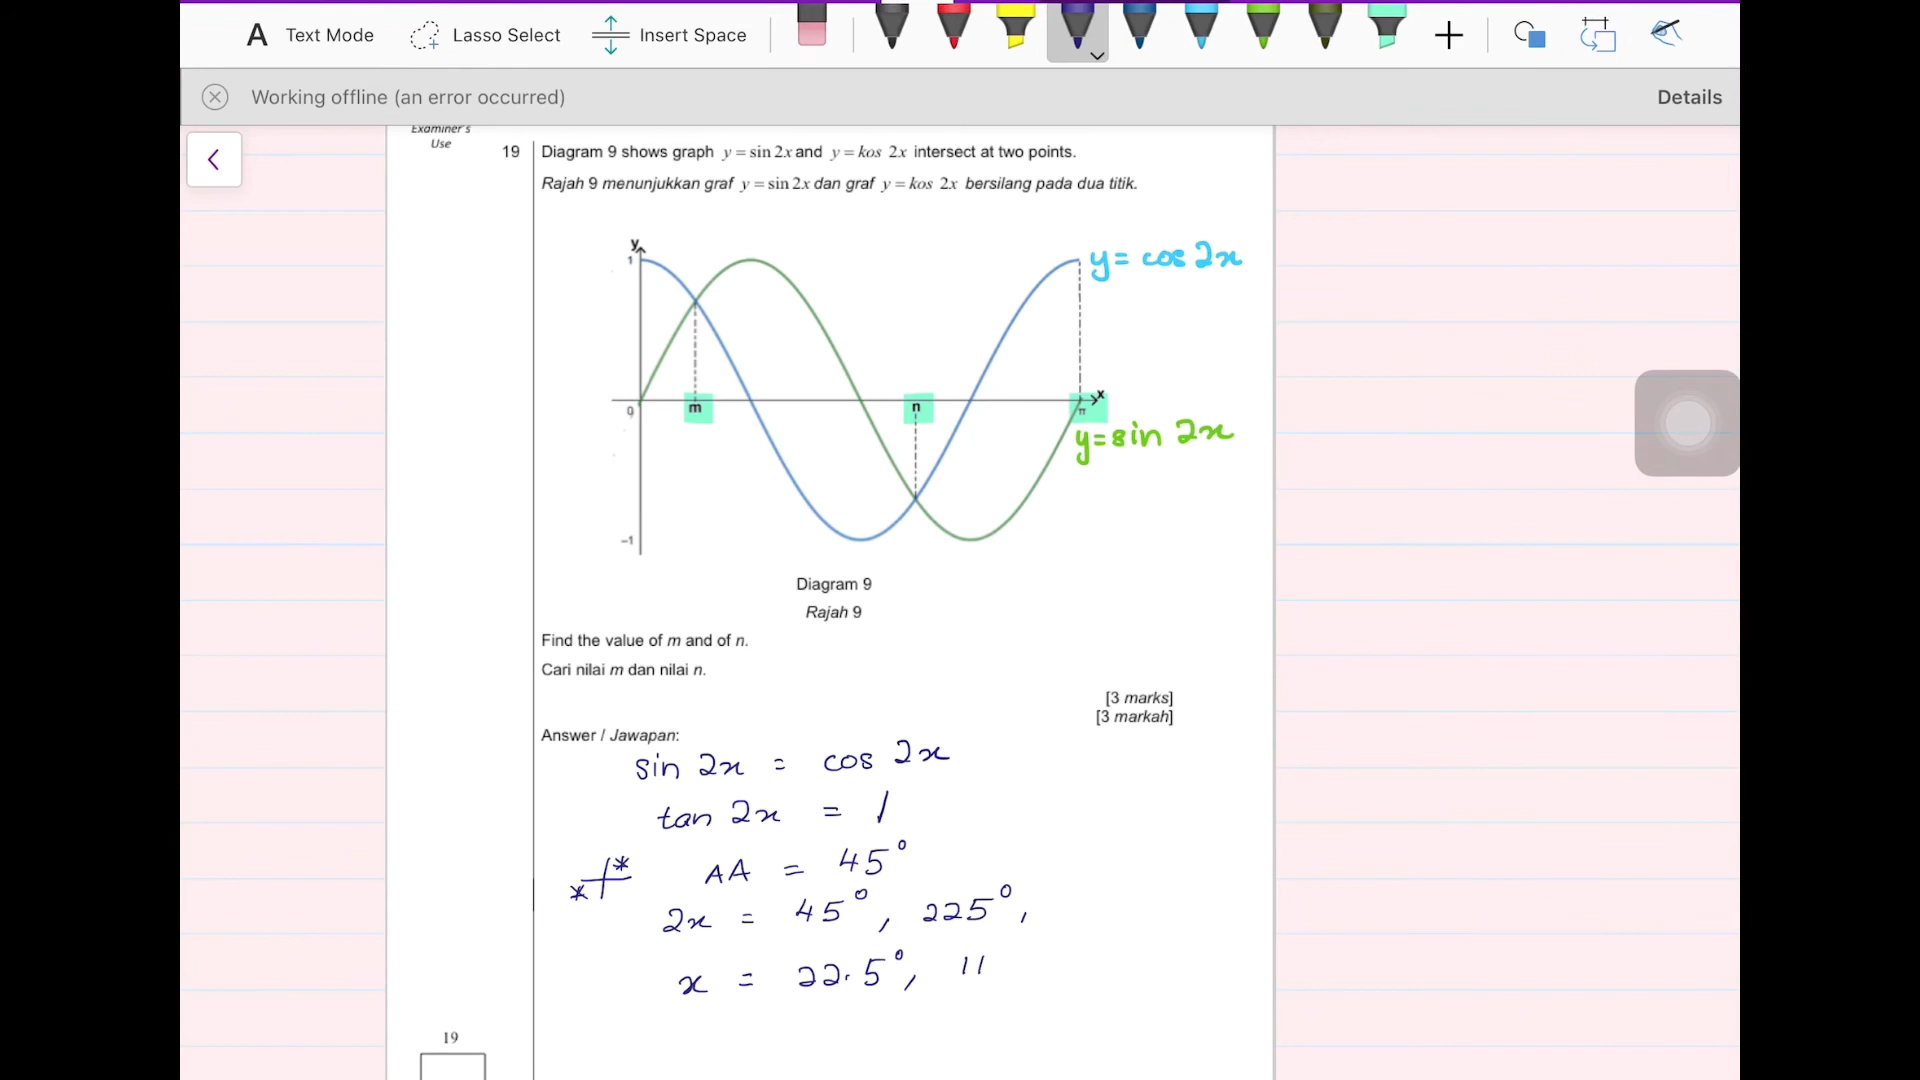 A Text Mode Lasso Select Insert Space
Working offline (an error occurred) Details
Examiner's
Use
19 Diagram 9 shows graph y = sin 2x and y = kos 2x intersect at two points.
Rajah 9 menunjukkan graf y = sin 2x dan graf y = kos 2x bersilang pada dua titik.
y
1
y = cos 2x
x
0 m n π
y = sin 2x
-1
Diagram 9
Rajah 9
Find the value of m and of n.
Cari nilai m dan nilai n.
[3 marks]
[3 markah]
Answer / Jawapan:
sin 2x = cos 2x
tan 2x = 1
AA = 45°
2x = 45°, 225°,
x = 22.5°, 11
19